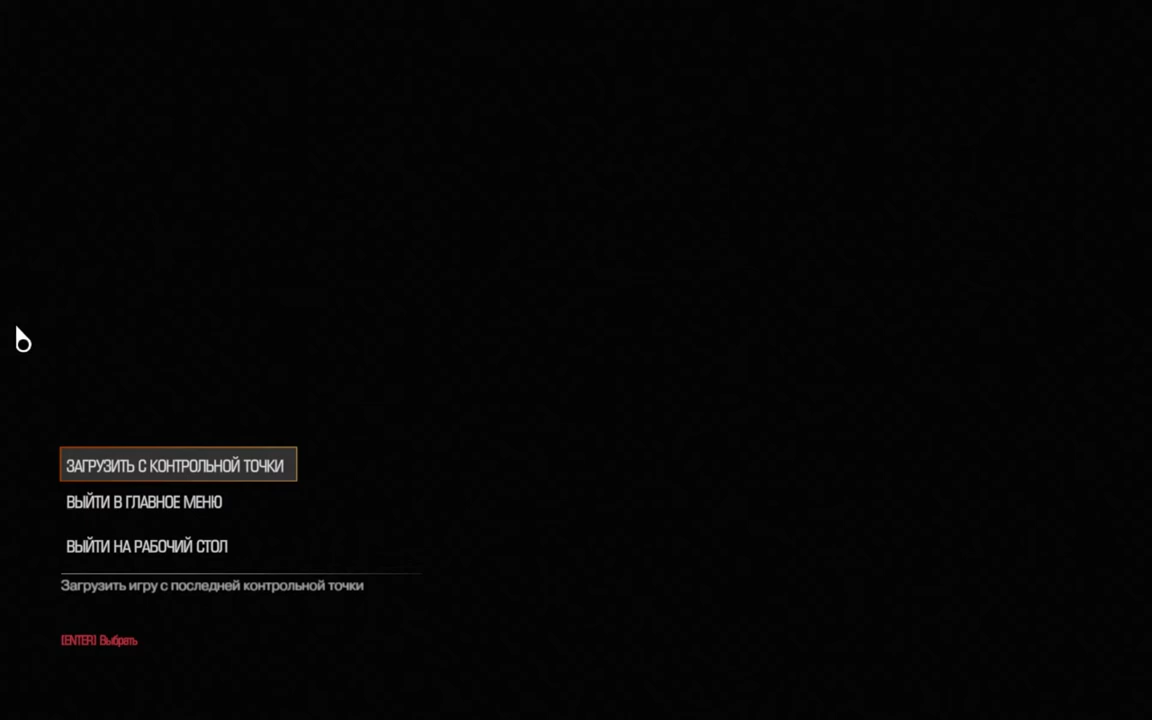 ЗАГРУЗИТЬ С КОНТРОЛЬНОЙ ТОЧКИ
ВЫЙТИ В ГЛАВНОЕ МЕНЮ
ВЫЙТИ НА РАБОЧИЙ СТОЛ
Загрузить игру с последней контрольной точки
[ENTER] Выбрать